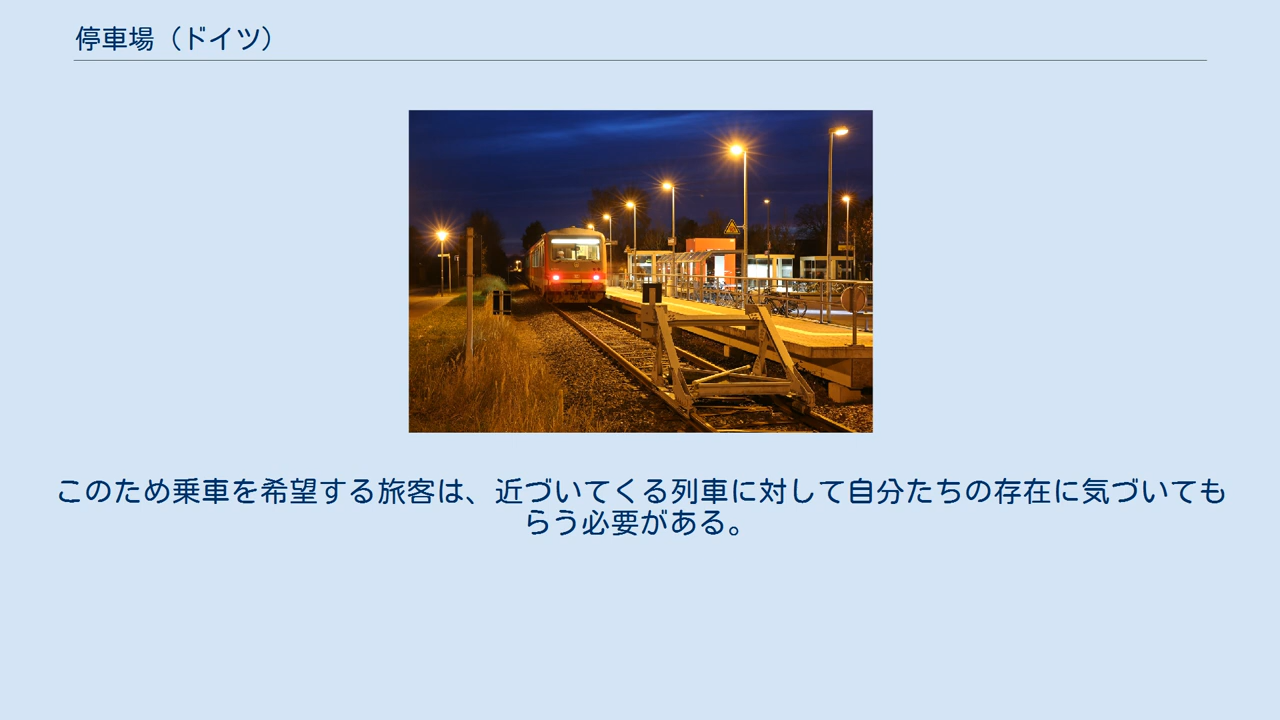 停車場（ドイツ）
このため乗車を希望する旅客は、近づいてくる列車に対して自分たちの存在に気づいても
らう必要がある。